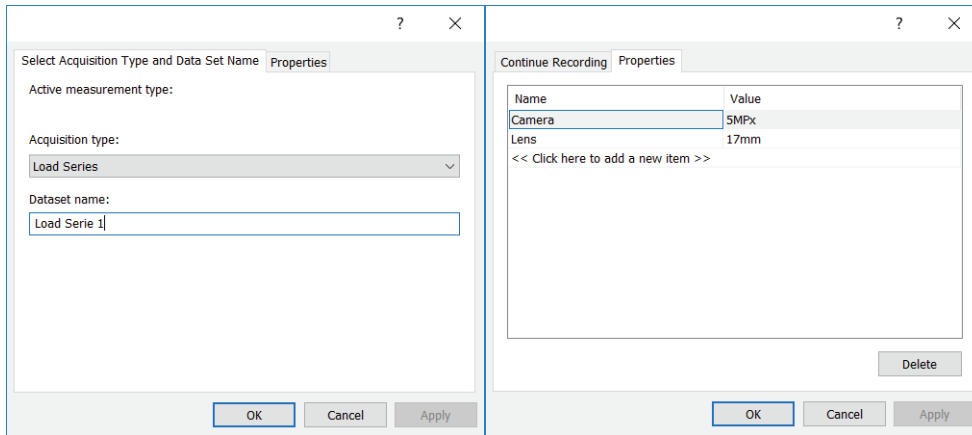 ?
Select Acquisition Type and Data Set Name Properties
Active measurement type:
Acquisition type:
Load Series
Dataset name:
Load Serie 1
OK Cancel Apply
?
Continue Recording Properties
Name Value
Camera 5MPx
Lens 17mm
<< Click here to add a new item >>
Delete
OK Cancel Apply